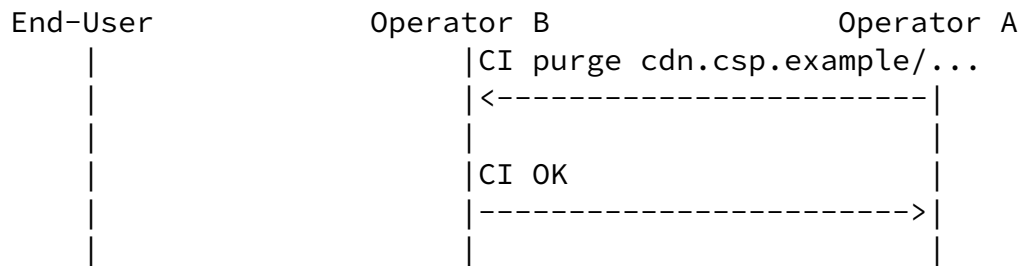 End-User Operator B Operator A
CI purge cdn.csp.example/...
CI OK